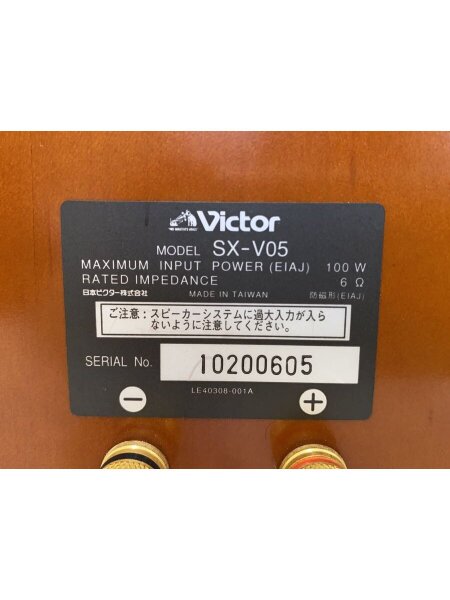 Victor
MODEL SX-V05
MAXIMUM INPUT POWER (EIAJ) 100 W
RATED IMPEDANCE 6 Ω
日本ビクター株式会社 MADE IN TAIWAN 防磁形(EIAJ)
ご注意:スピーカーシステムに過大入力が入ら
ないように注意してください。
SERIAL No. 10200605
LE40308-001A
− +